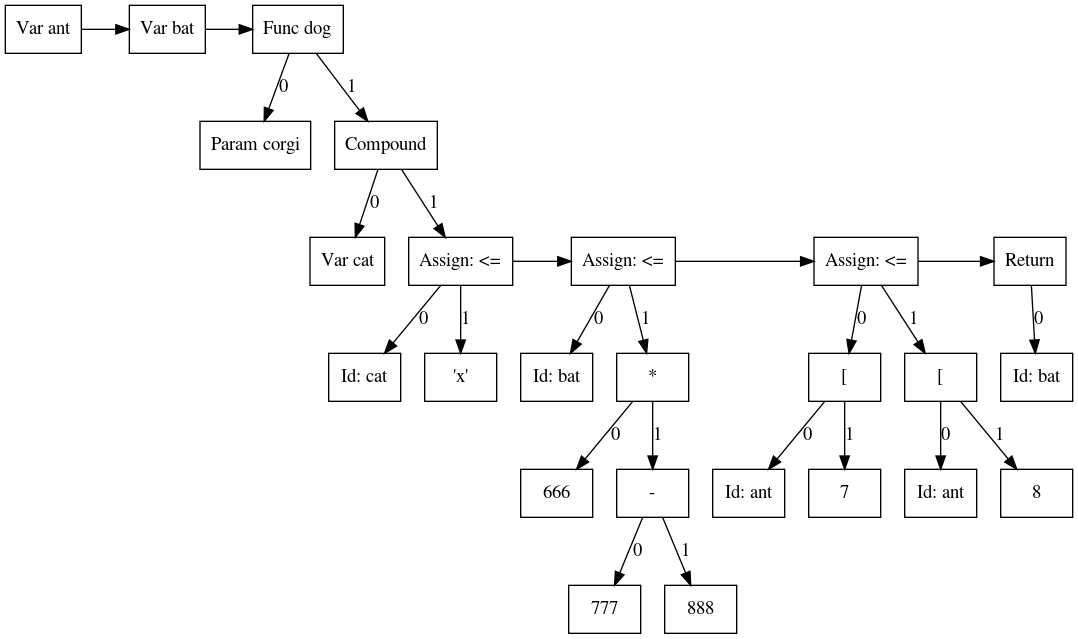 Var ant
Var bat
Func dog
0
1
Param corgi
Compound
0
1
Var cat
Assign: <=
Assign: <=
Assign: <=
Return
0
1
0
1
0
1
0
Id: cat
'x'
Id: bat
*
[
[
Id: bat
0
1
0
1
0
1
666
-
Id: ant
7
Id: ant
8
0
1
777
888